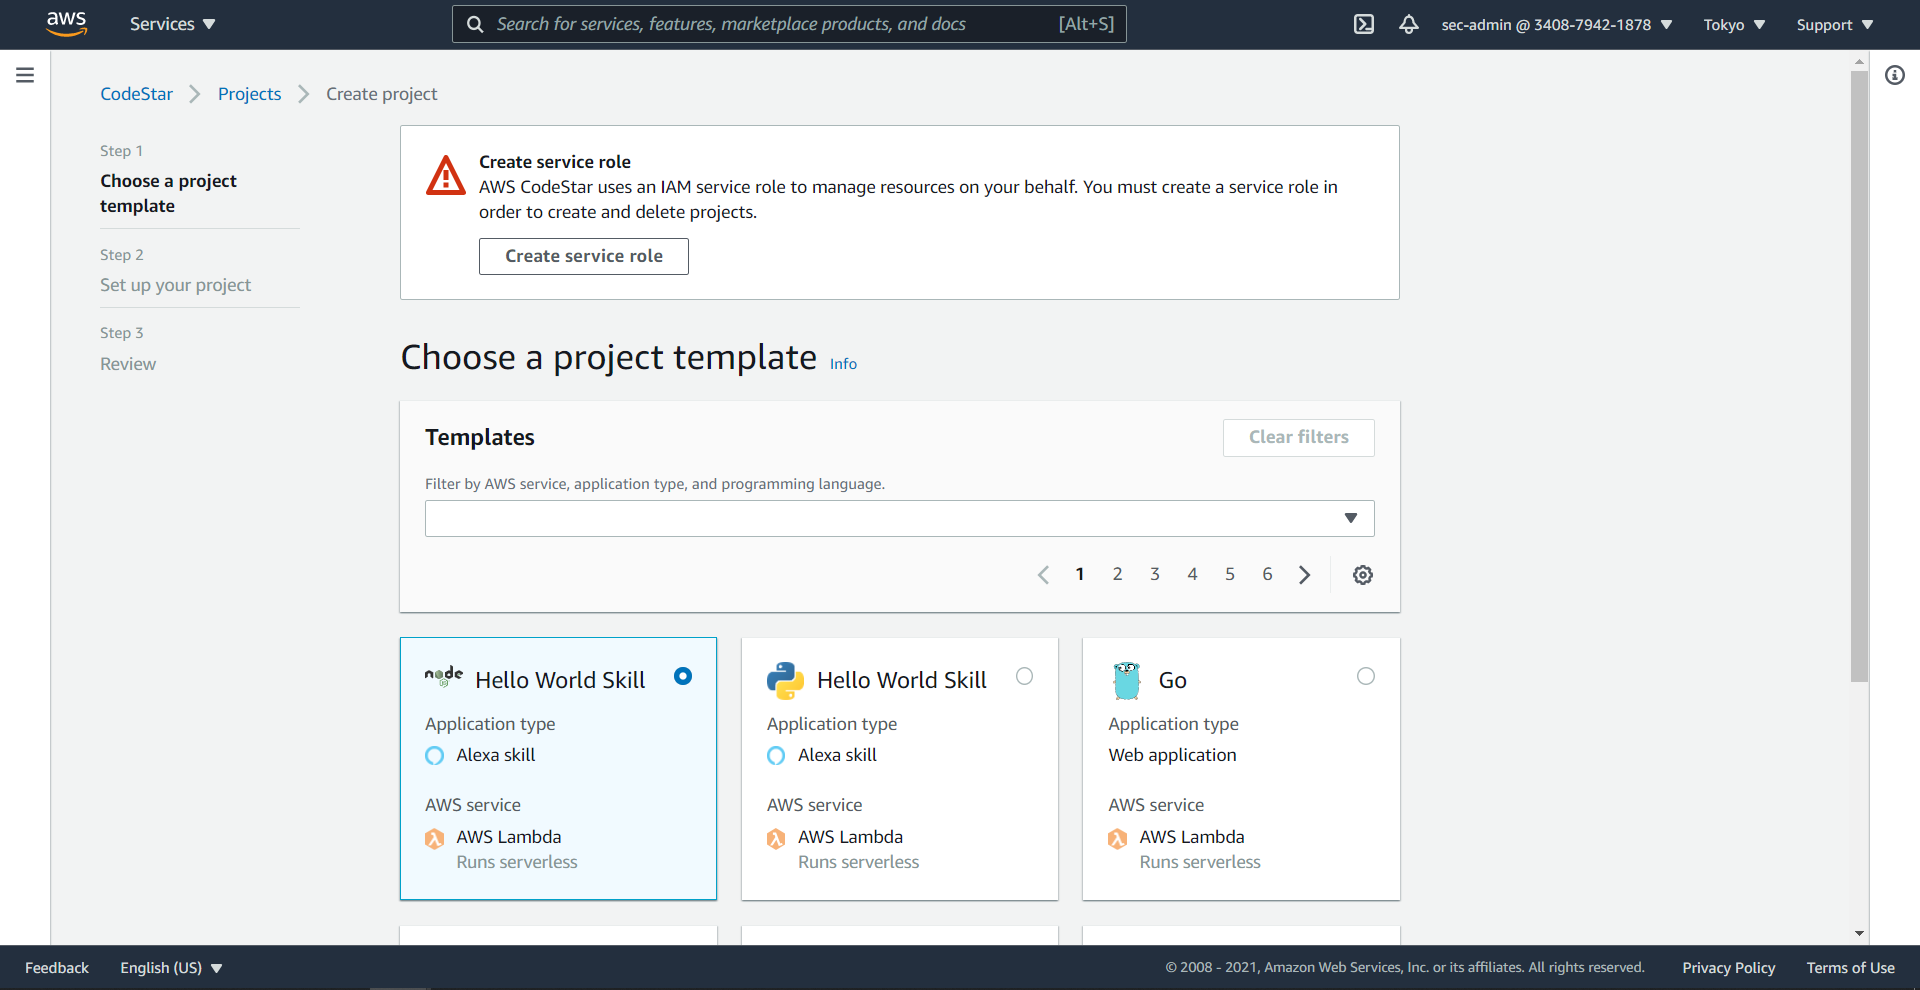 aws
Services
Search for services, features, marketplace products, and docs
[Alt+S]
sec-admin @ 3408-7942-1878
Tokyo
Support
CodeStar
Projects
Create project
Step 1
Choose a project
template
Step 2
Set up your project
Step 3
Review
Create service role
AWS CodeStar uses an IAM service role to manage resources on your behalf. You must create a service role in
order to create and delete projects.
Create service role
Choose a project template Info
Templates
Clear filters
Filter by AWS service, application type, and programming language.
1 2 3 4 5 6
node
Hello World Skill
Application type
Alexa skill
AWS service
AWS Lambda
Runs serverless
Hello World Skill
Application type
Alexa skill
AWS service
AWS Lambda
Runs serverless
Go
Application type
Web application
AWS service
AWS Lambda
Runs serverless
Feedback
English (US)
© 2008 - 2021, Amazon Web Services, Inc. or its affiliates. All rights reserved.
Privacy Policy
Terms of Use